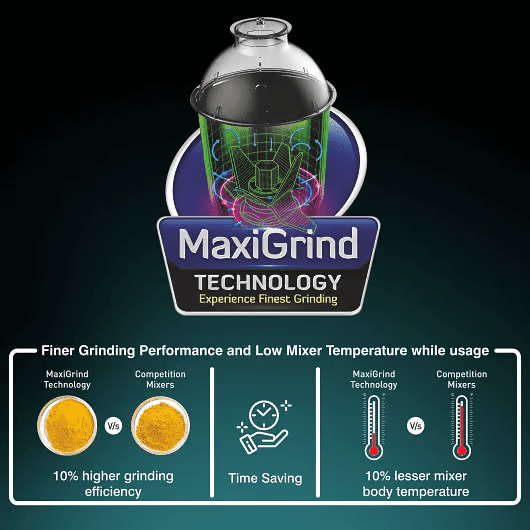 MaxiGrind
TECHNOLOGY
Experience Finest Grinding
Finer Grinding Performance and Low Mixer Temperature while usage
MaxiGrind
Technology
V/s
Competition
Mixers
10% higher grinding
efficiency
Time Saving
MaxiGrind
Technology
V/s
Competition
Mixers
10% lesser mixer
body temperature